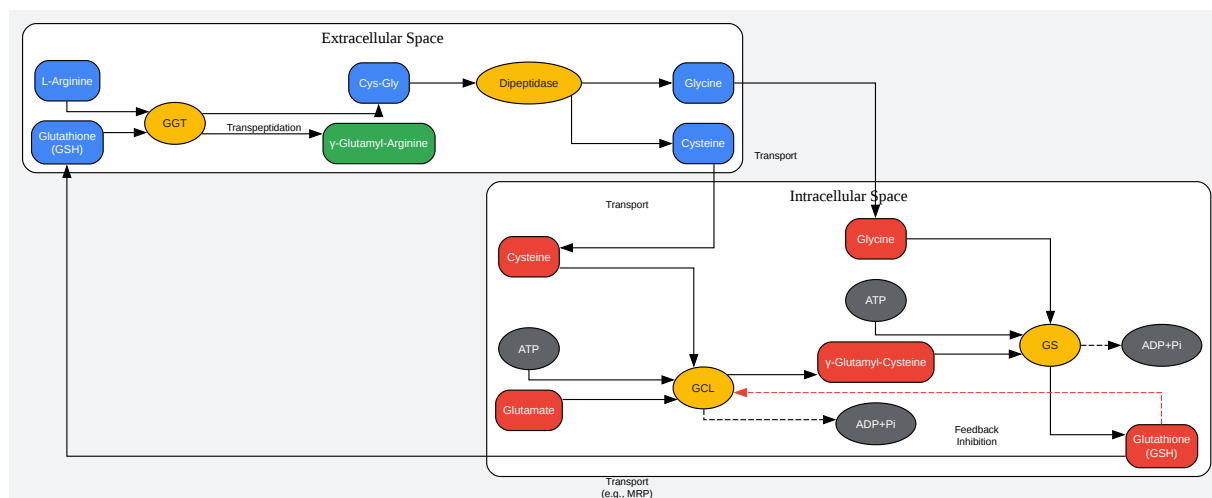 Extracellular Space
L-Arginine
Glutathione
(GSH)
GGT
Transpeptidation
Cys-Gly
γ-Glutamyl-Arginine
Dipeptidase
Glycine
Cysteine
Transport
Transport
Intracellular Space
Cysteine
Glycine
ATP
ATP
Glutamate
GCL
γ-Glutamyl-Cysteine
GS
ADP+Pi
ADP+Pi
Feedback
Inhibition
Glutathione
(GSH)
Transport
(e.g., MRP)